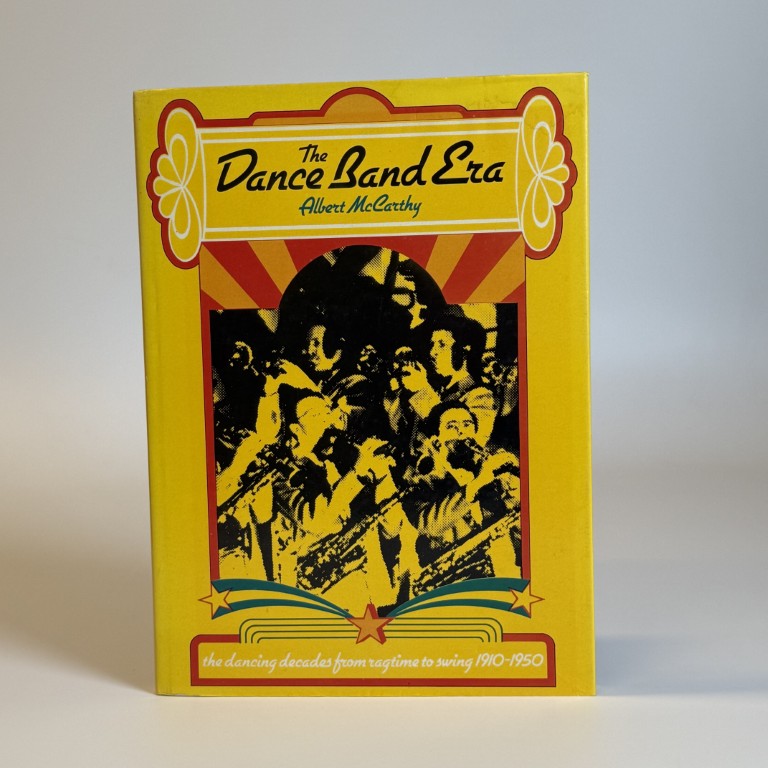 The
Dance Band Era
Albert McCarthy
the dancing decades from ragtime to swing 1910-1950